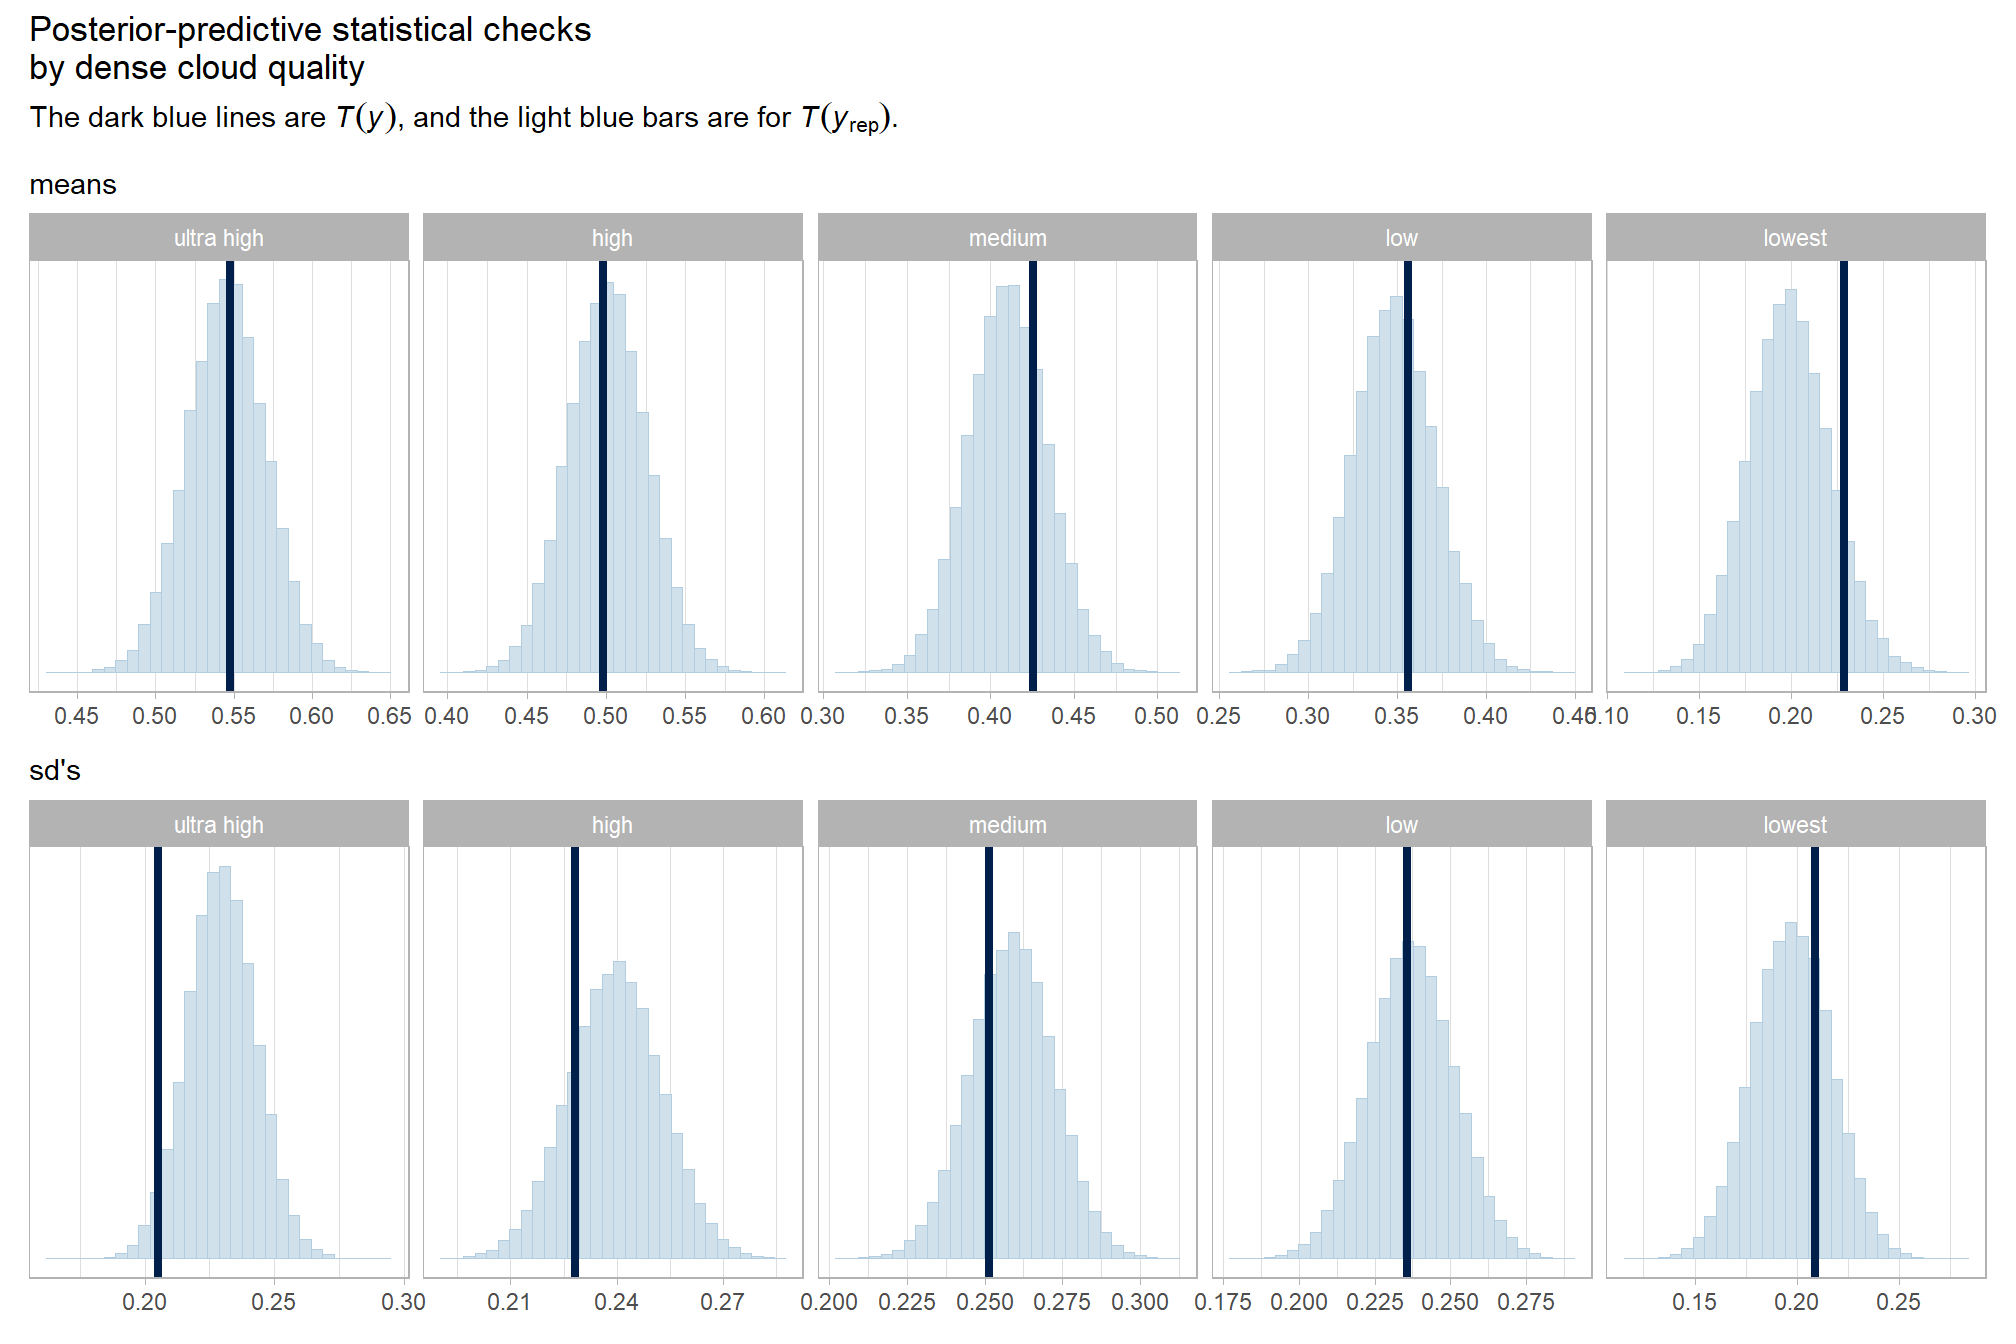 Posterior-predictive statistical checks
by dense cloud quality
The dark blue lines are T(y), and the light blue bars are for T(yrep).
means
ultra high high medium low lowest
0.45 0.50 0.55 0.60 0.65 0.40 0.45 0.50 0.55 0.60 0.30 0.35 0.40 0.45 0.50 0.25 0.30 0.35 0.40 0.45 0.10 0.15 0.20 0.25 0.30
sd's
ultra high high medium low lowest
0.20 0.25 0.30 0.21 0.24 0.27 0.200 0.225 0.250 0.275 0.300 0.175 0.200 0.225 0.250 0.275 0.15 0.20 0.25